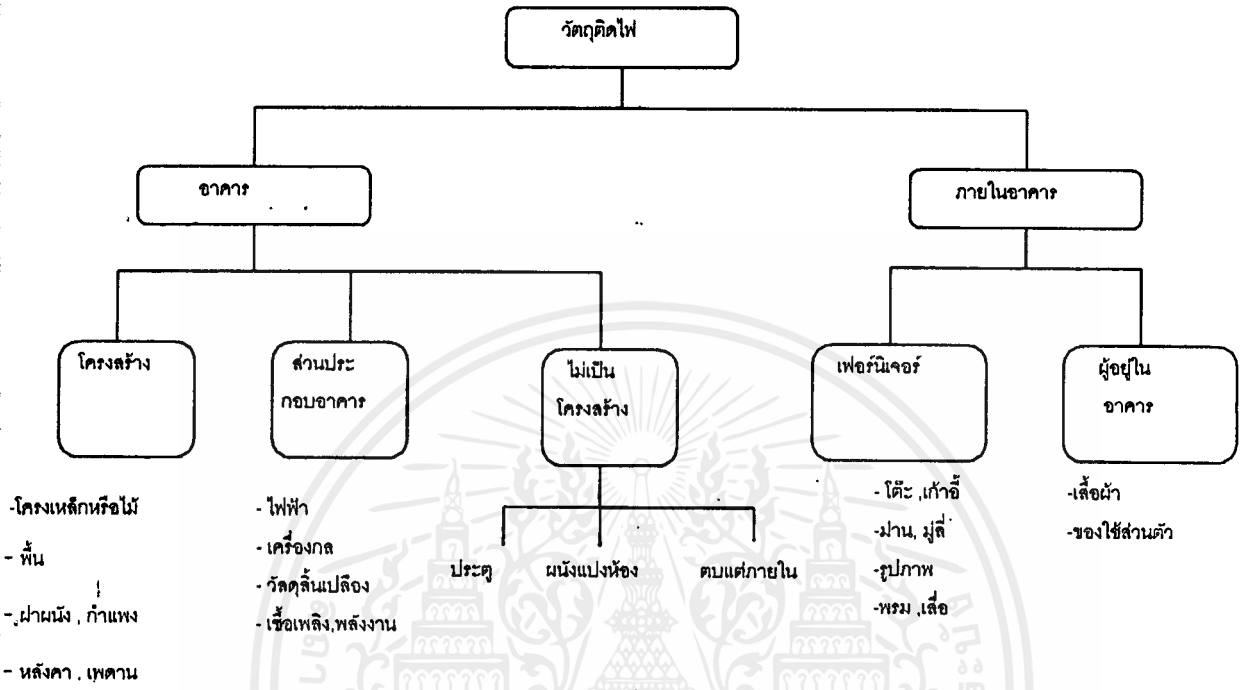 วัตถุติดไฟ
อาคาร
ภายในอาคาร
โครงสร้าง
ส่วนประ
กอบอาคาร
ไม่เป็น
โครงสร้าง
เฟอร์นิเจอร์
ผู้อยู่ใน
อาคาร
-โครงเหล็กหรือไม้
- พื้น
- ฝาผนัง , กำแพง
- หลังคา , เพดาน
- ไฟฟ้า
- เครื่องกล
- วัสดุสิ้นเปลือง
- เชื้อเพลิง,พลังงาน
ประตู
ผนังแบ่งห้อง
ตบแต่ภายใน
- โต๊ะ ,เก้าอี้
-ม่าน, มู่ลี่
-รูปภาพ
-พรม ,เสื่อ
-เสื้อผ้า
-ของใช้ส่วนตัว